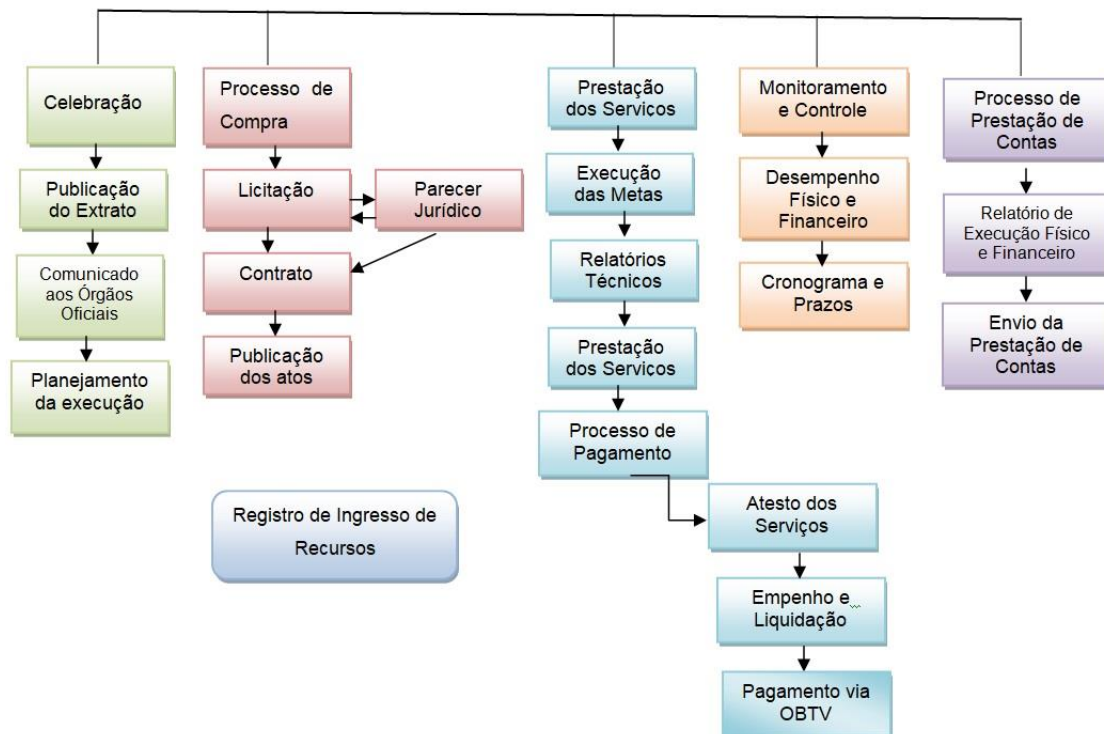 Celebração
Publicação
do Extrato
Comunicado
aos Órgãos
Oficiais
Planejamento
da execução
Processo de
Compra
Licitação
Parecer
Jurídico
Contrato
Publicação
dos atos
Registro de Ingresso de
Recursos
Prestação
dos Serviços
Execução
das Metas
Relatórios
Técnicos
Prestação
dos Servicos
Processo de
Pagamento
Atesto dos
Serviços
Empenho e
Liquidação
Pagamento via
OBTV
Monitoramento
e Controle
Desempenho
Físico e
Financeiro
Cronograma e
Prazos
Processo de
Prestação de
Contas
Relatório de
Execução Físico
e Financeiro
Envio da
Prestação de
Contas